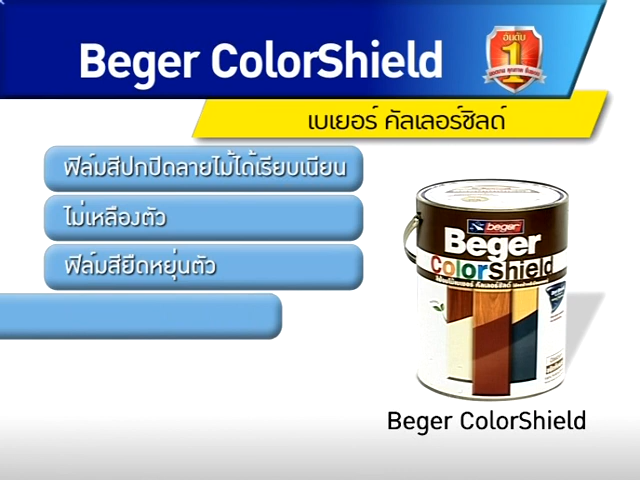 Beger ColorShield
อันดับ
1
เบเยอร์ คัลเลอร์ชิลด์
ฟิล์มสีปกปิดลายไม้ได้เรียบเนียน
ไม่เหลืองตัว
ฟิล์มสียืดหยุ่นตัว
beger
Beger
ColorShield
Beger ColorShield